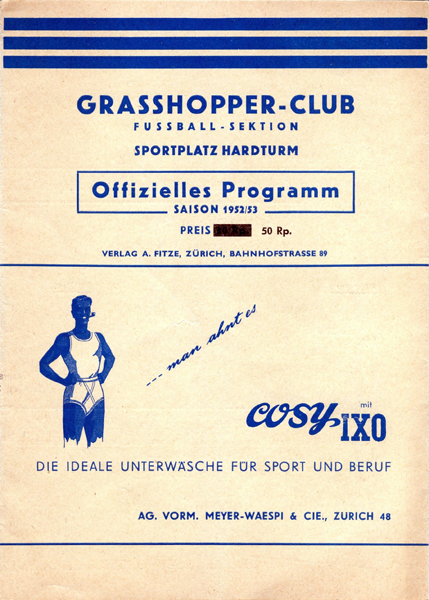 GRASSHOPPER-CLUB
FUSSBALL-SEKTION
SPORTPLATZ HARDTURM
Offizielles Programm
SAISON 1952/53
PREIS 50 Rp.
VERLAG A. FITZE, ZÜRICH, BAHNHOFSTRASSE 89
--- man ahnt es
cosy mit IXO
DIE IDEALE UNTERWÄSCHE FÜR SPORT UND BERUF
AG. VORM. MEYER-WAESPI & CIE., ZURICH 48